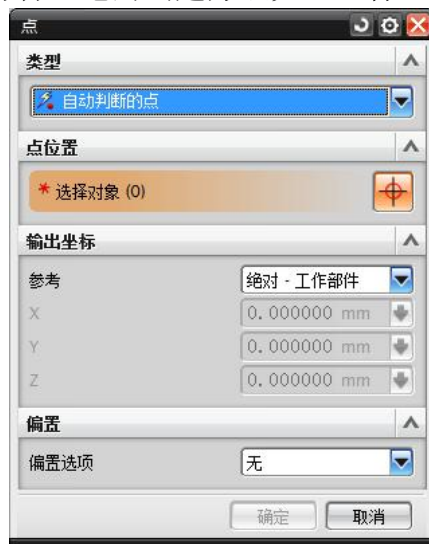 点
类型
自动判断的点
点位置
* 选择对象 (0)
输出坐标
参考 绝对 - 工作部件
X 0.000000 mm
Y 0.000000 mm
Z 0.000000 mm
偏置
偏置选项 无
确定 取消